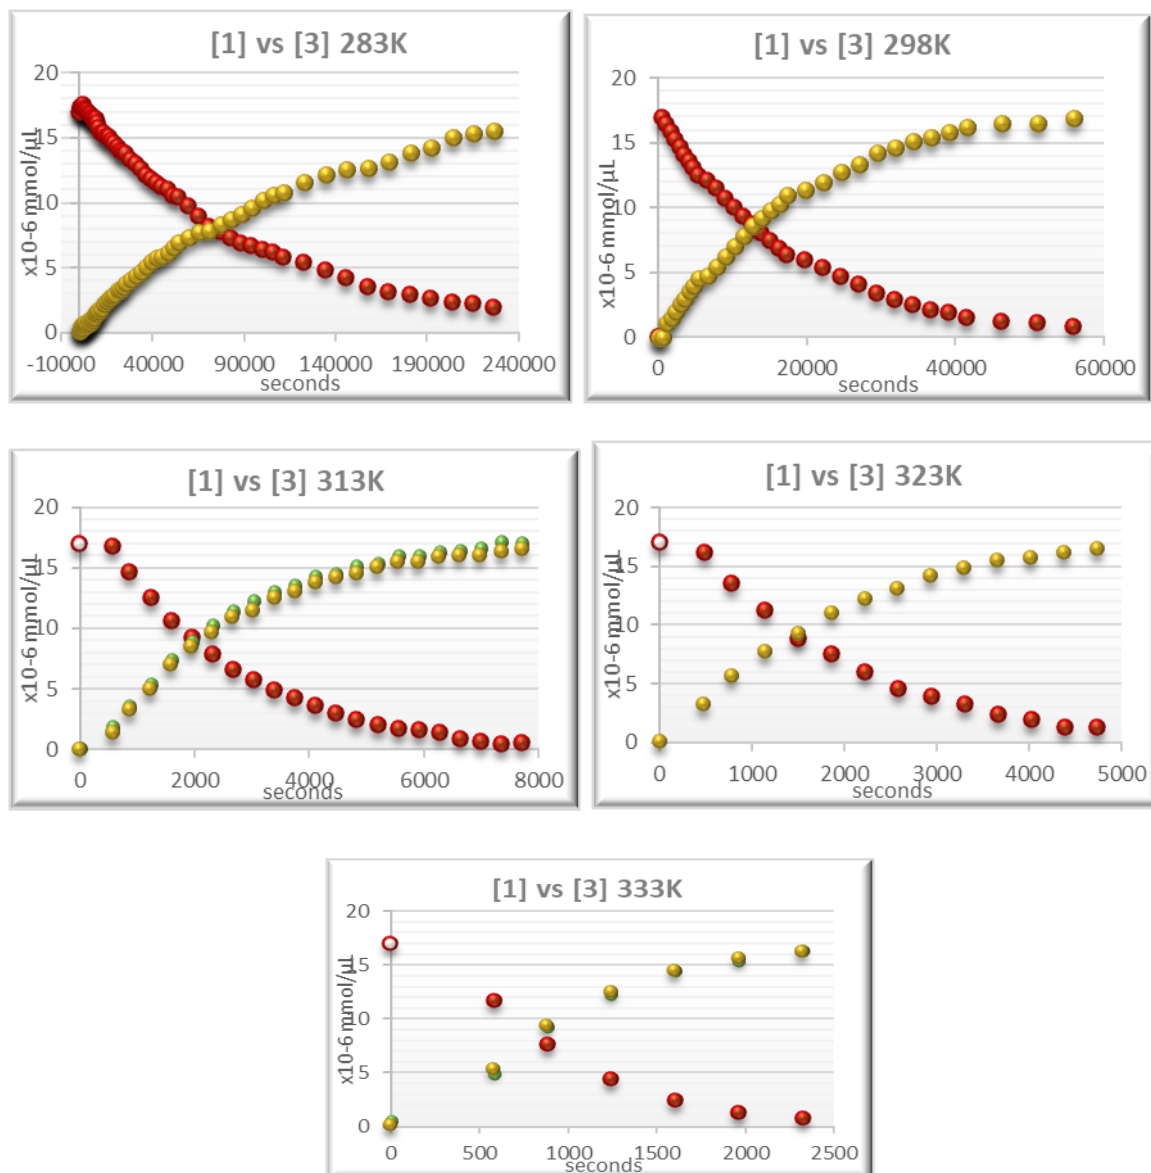 [1] vs [3] 283K
20
15
10
5
0
x10-6 mmol/µL
-10000 40000 90000 140000 190000 240000
seconds
[1] vs [3] 298K
20
15
10
5
0
x10-6 mmol/µL
0 20000 40000 60000
seconds
[1] vs [3] 313K
20
15
10
5
0
x10-6 mmol/µL
0 2000 4000 6000 8000
seconds
[1] vs [3] 323K
20
15
10
5
0
x10-6 mmol/µL
0 1000 2000 3000 4000 5000
seconds
[1] vs [3] 333K
20
15
10
5
0
x10-6 mmol/µL
0 500 1000 1500 2000 2500
seconds